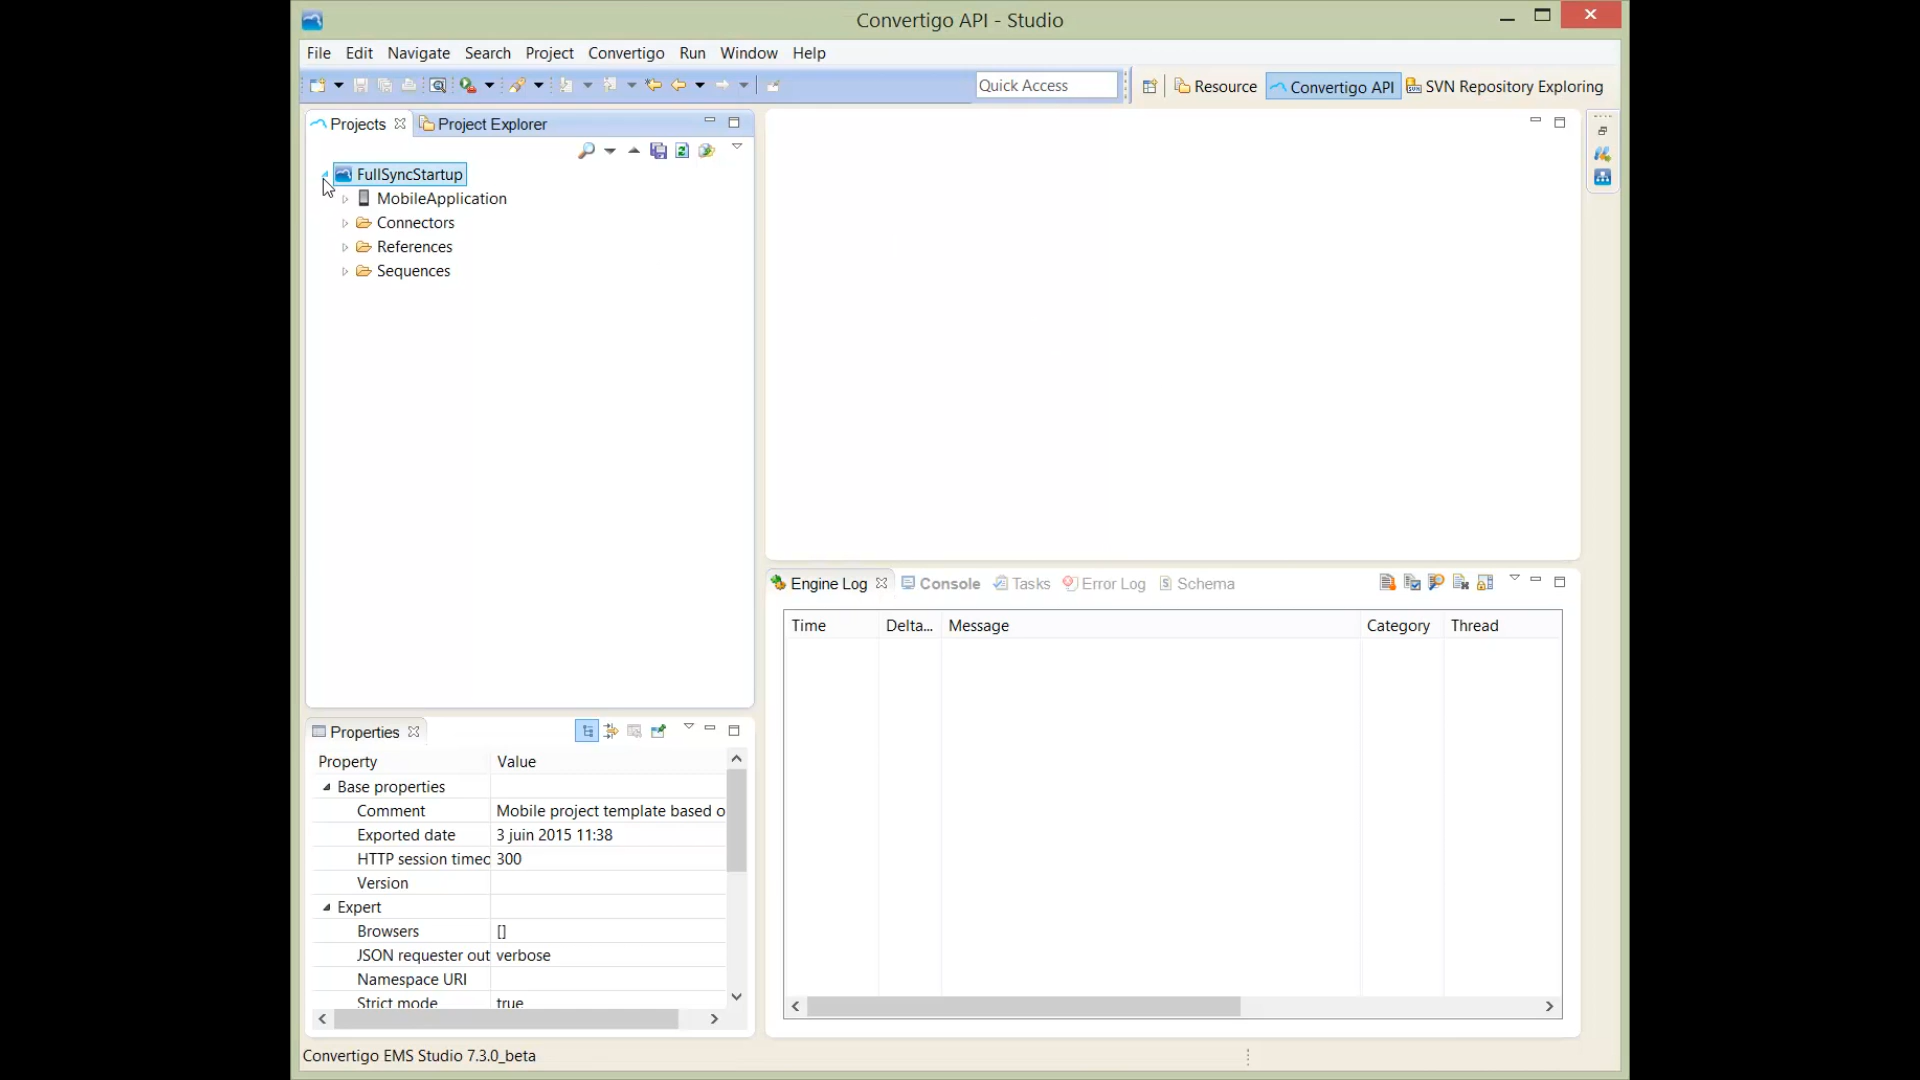 Convertigo API - Studio
File Edit Navigate Search Project Convertigo Run Window Help
Quick Access Resource Convertigo API SVN Repository Exploring
Projects Project Explorer
FullSyncStartup
MobileApplication
Connectors
References
Sequences
Engine Log Console Tasks Error Log Schema
Time Delta... Message Category Thread
Properties
Property Value
Base properties
Comment Mobile project template based o
Exported date 3 juin 2015 11:38
HTTP session timec 300
Version
Expert
Browsers []
JSON requester out verbose
Namespace URI
Strict mode true
Convertigo EMS Studio 7.3.0_beta